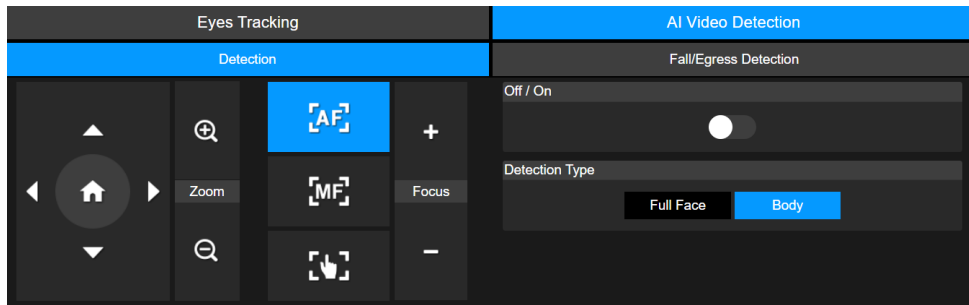 Eyes Tracking
AI Video Detection
Detection
Fall/Egress Detection
Off / On
AF
Zoom
MF
Focus
Detection Type
Full Face
Body